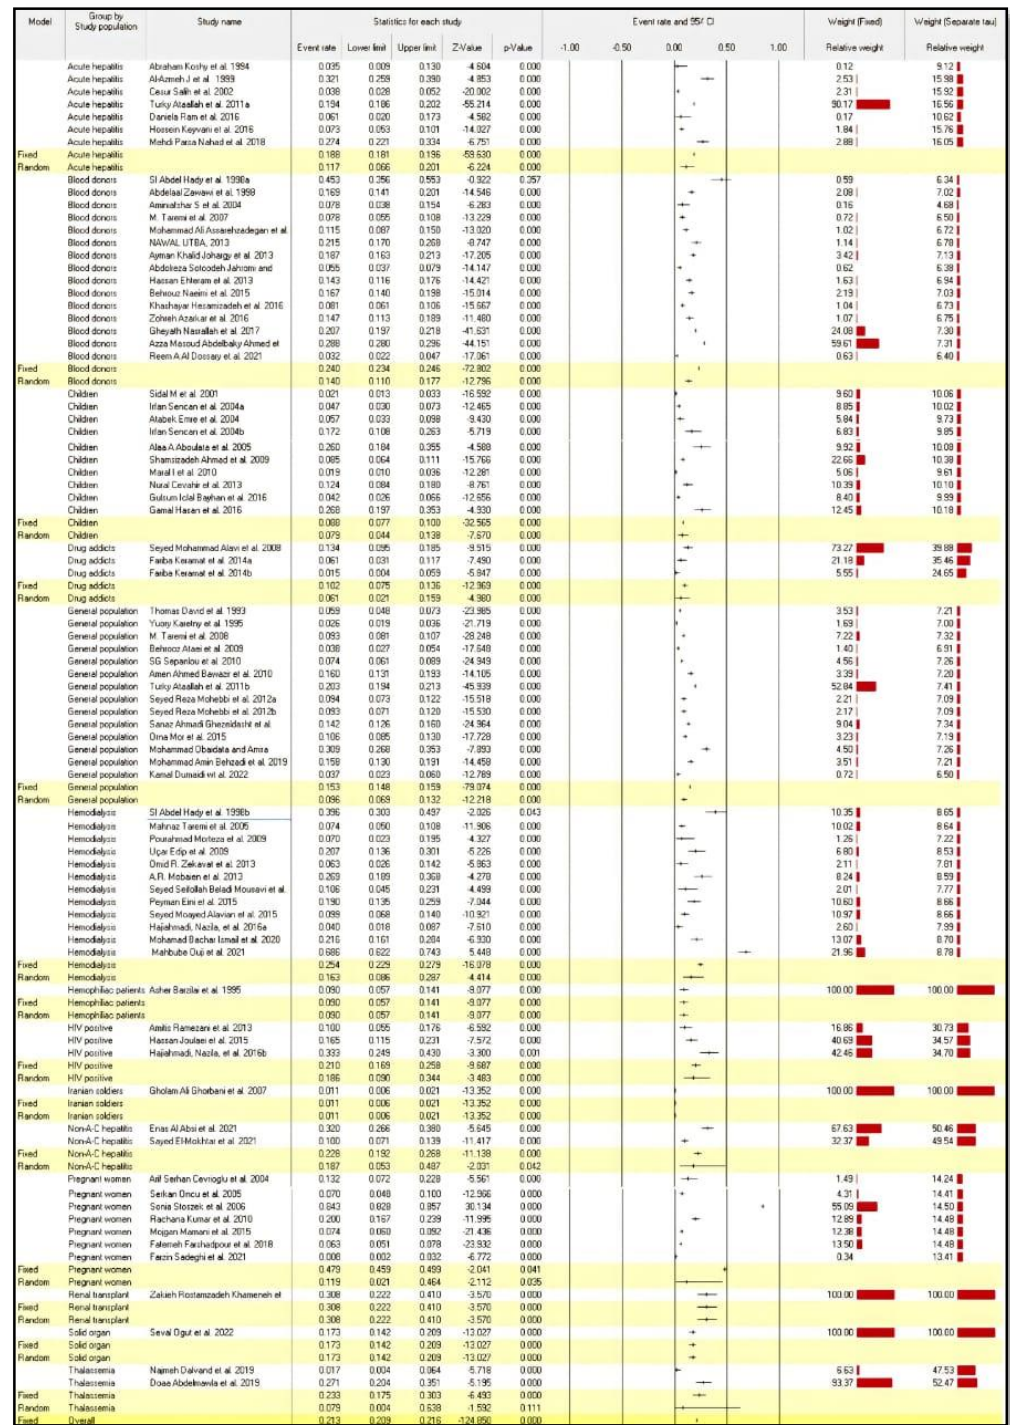 Model Group by Study population Study name Statistics for each study Event rate and 95% CI Weight (Fixed) Weight (Separate tau)
Event rate Lower limit Upper limit Z-Value p-Value -1.00 -0.50 0.00 0.50 1.00 Relative weight Relative weight
Acute hepatitis Abraham Koshy et al. 1994 0.035 0.009 0.130 -4.604 0.000 0.12 9.12
Acute hepatitis Al-Azmeh J et al. 1999 0.321 0.259 0.390 -4.853 0.000 2.53 15.98
Acute hepatitis Cesur Salih et al. 2002 0.038 0.028 0.052 -20.002 0.000 2.31 15.92
Acute hepatitis Turky Ataallah et al. 2011a 0.194 0.186 0.202 -55.214 0.000 90.17 16.56
Acute hepatitis Daniela Ram et al. 2016 0.061 0.020 0.173 -4.582 0.000 0.17 10.62
Acute hepatitis Hossein Keyvani et al. 2016 0.073 0.053 0.101 -14.027 0.000 1.84 15.76
Acute hepatitis Mehdi Parsa Nahad et al. 2018 0.274 0.221 0.334 -6.751 0.000 2.88 16.05
Fixed Acute hepatitis 0.188 0.181 0.196 -59.630 0.000
Random Acute hepatitis 0.117 0.066 0.201 -6.224 0.000
Blood donors SI Abdel Hady et al. 1998a 0.453 0.356 0.553 -0.922 0.357 0.59 6.34
Blood donors Abdelaal Zawawi et al. 1998 0.169 0.141 0.201 -14.546 0.000 2.08 7.02
Blood donors Aminiafshar S et al. 2004 0.078 0.038 0.154 -6.283 0.000 0.16 4.68
Blood donors M. Taremi et al. 2007 0.078 0.055 0.108 -13.229 0.000 0.72 6.50
Blood donors Mohammad Ali Assarehzadegan et al. 0.115 0.087 0.150 -13.020 0.000 1.02 6.72
Blood donors NAWAL UTBA, 2013 0.215 0.170 0.268 -8.747 0.000 1.14 6.78
Blood donors Ayman Khalid Johargy et al. 2013 0.187 0.163 0.213 -17.205 0.000 3.42 7.13
Blood donors Abdolreza Sotoodeh Jahromi and 0.055 0.037 0.079 -14.147 0.000 0.62 6.38
Blood donors Hassan Ehteram et al. 2013 0.143 0.116 0.176 -14.421 0.000 1.63 6.94
Blood donors Behrouz Naeimi et al. 2015 0.167 0.140 0.198 -15.014 0.000 2.19 7.03
Blood donors Khashayar Hesamizadeh et al. 2016 0.081 0.061 0.106 -15.667 0.000 1.04 6.73
Blood donors Zohreh Azarkar et al. 2016 0.147 0.113 0.189 -11.480 0.000 1.07 6.75
Blood donors Gheyath Nasrallah et al. 2017 0.207 0.197 0.218 -41.631 0.000 24.08 7.30
Blood donors Azza Masoud Abdelbaky Ahmed et 0.288 0.280 0.296 -44.151 0.000 59.61 7.31
Blood donors Reem A Al Dossary et al. 2021 0.032 0.022 0.047 -17.061 0.000 0.63 6.40
Fixed Blood donors 0.240 0.234 0.246 -72.802 0.000
Random Blood donors 0.140 0.110 0.177 -12.796 0.000
Children Sidal M et al. 2001 0.021 0.013 0.033 -16.592 0.000 9.60 10.06
Children Irfan Sencan et al. 2004a 0.047 0.030 0.073 -12.465 0.000 8.85 10.02
Children Atabek Emre et al. 2004 0.057 0.033 0.098 -9.430 0.000 5.84 9.73
Children Irfan Sencan et al. 2004b 0.172 0.108 0.263 -5.719 0.000 6.83 9.85
Children Alaa A Aboulata et al. 2005 0.260 0.184 0.355 -4.588 0.000 9.92 10.08
Children Shamsizadeh Ahmad et al. 2009 0.085 0.064 0.111 -15.766 0.000 22.66 10.38
Children Maral I et al. 2010 0.019 0.010 0.036 -12.281 0.000 5.06 9.61
Children Nural Cevahir et al. 2013 0.124 0.084 0.180 -8.761 0.000 10.39 10.10
Children Gulsum Iclal Bayhan et al. 2016 0.042 0.026 0.066 -12.656 0.000 8.40 9.99
Children Gamal Hasan et al. 2016 0.268 0.197 0.353 -4.930 0.000 12.45 10.18
Fixed Children 0.088 0.077 0.100 -32.565 0.000
Random Children 0.079 0.044 0.138 -7.670 0.000
Drug addicts Seyed Mohammad Alavi et al. 2008 0.134 0.095 0.185 -9.515 0.000 73.27 39.88
Drug addicts Fariba Keramat et al. 2014a 0.061 0.031 0.117 -7.490 0.000 21.18 35.46
Drug addicts Fariba Keramat et al. 2014b 0.015 0.004 0.059 -5.847 0.000 5.55 24.65
Fixed Drug addicts 0.102 0.075 0.136 -12.969 0.000
Random Drug addicts 0.061 0.021 0.159 -4.980 0.000
General population Thomas David et al. 1993 0.059 0.048 0.073 -23.985 0.000 3.53 7.21
General population Yuory Karetny et al. 1995 0.026 0.019 0.036 -21.719 0.000 1.69 7.00
General population M. Taremi et al. 2008 0.093 0.081 0.107 -28.248 0.000 7.22 7.32
General population Behrooz Ataei et al. 2009 0.038 0.027 0.054 -17.648 0.000 1.40 6.91
General population SG Sepanlou et al. 2010 0.074 0.061 0.089 -24.949 0.000 4.56 7.26
General population Amen Ahmed Bawazir et al. 2010 0.160 0.131 0.193 -14.105 0.000 3.39 7.20
General population Turky Ataallah et al. 2011b 0.203 0.194 0.213 -45.939 0.000 52.84 7.41
General population Seyed Reza Mohebbi et al. 2012a 0.094 0.073 0.122 -15.518 0.000 2.21 7.09
General population Seyed Reza Mohebbi et al. 2012b 0.093 0.071 0.120 -15.530 0.000 2.17 7.09
General population Sanaz Ahmadi Ghezeldasht et al. 0.142 0.126 0.160 -24.964 0.000 9.04 7.34
General population Orna Mor et al. 2015 0.106 0.085 0.130 -17.728 0.000 3.23 7.19
General population Mohammad Obaidata and Amira 0.309 0.268 0.353 -7.893 0.000 4.50 7.26
General population Mohammad Amin Behzadi et al. 2019 0.158 0.130 0.191 -14.458 0.000 3.51 7.21
General population Kamal Dumaidi wt al. 2022 0.037 0.023 0.060 -12.789 0.000 0.72 6.50
Fixed General population 0.153 0.148 0.159 -79.074 0.000
Random General population 0.096 0.069 0.132 -12.218 0.000
Hemodialysis SI Abdel Hady et al. 1998b 0.396 0.303 0.497 -2.026 0.043 10.35 8.65
Hemodialysis Mahnaz Taremi et al. 2005 0.074 0.050 0.108 -11.906 0.000 10.02 8.64
Hemodialysis Pourahmad Morteza et al. 2009 0.070 0.023 0.195 -4.327 0.000 1.26 7.22
Hemodialysis Uçar Edip et al. 2009 0.207 0.136 0.301 -5.226 0.000 6.80 8.53
Hemodialysis Omid R. Zekavat et al. 2013 0.063 0.026 0.142 -5.863 0.000 2.11 7.81
Hemodialysis A.R. Mobaien et al. 2013 0.269 0.189 0.368 -4.278 0.000 8.24 8.59
Hemodialysis Seyed Seifollah Beladi Mousavi et al. 0.106 0.045 0.231 -4.499 0.000 2.01 7.77
Hemodialysis Peyman Eini et al. 2015 0.190 0.135 0.259 -7.044 0.000 10.60 8.66
Hemodialysis Seyed Moayed Alavian et al. 2015 0.099 0.068 0.140 -10.921 0.000 10.97 8.66
Hemodialysis Hajiahmadi, Nazila, et al. 2016a 0.040 0.018 0.087 -7.610 0.000 2.60 7.99
Hemodialysis Mohamad Bachar Ismail et al. 2020 0.216 0.161 0.284 -6.930 0.000 13.07 8.70
Hemodialysis Mahbube Ouji et al. 2021 0.686 0.622 0.743 5.448 0.000 21.96 8.78
Fixed Hemodialysis 0.254 0.229 0.279 -16.078 0.000
Random Hemodialysis 0.163 0.086 0.287 -4.414 0.000
Hemophiliac patients Asher Barzilai et al. 1995 0.090 0.057 0.141 -9.077 0.000 100.00 100.00
Fixed Hemophiliac patients 0.090 0.057 0.141 -9.077 0.000
Random Hemophiliac patients 0.090 0.057 0.141 -9.077 0.000
HIV positive Amitis Ramezani et al. 2013 0.100 0.055 0.176 -6.592 0.000 16.86 30.73
HIV positive Hassan Joulaei et al. 2015 0.165 0.115 0.231 -7.572 0.000 40.69 34.57
HIV positive Hajiahmadi, Nazila, et al. 2016b 0.333 0.249 0.430 -3.300 0.001 42.46 34.70
Fixed HIV positive 0.210 0.169 0.258 -9.687 0.000
Random HIV positive 0.186 0.090 0.344 -3.483 0.000
Iranian soldiers Gholam Ali Ghorbani et al. 2007 0.011 0.006 0.021 -13.352 0.000 100.00 100.00
Fixed Iranian soldiers 0.011 0.006 0.021 -13.352 0.000
Random Iranian soldiers 0.011 0.006 0.021 -13.352 0.000
Non-A-C hepatitis Enas Al Absi et al. 2021 0.320 0.266 0.380 -5.645 0.000 67.63 50.46
Non-A-C hepatitis Sayed El-Mokhtar et al. 2021 0.100 0.071 0.139 -11.417 0.000 32.37 49.54
Fixed Non-A-C hepatitis 0.228 0.192 0.268 -11.138 0.000
Random Non-A-C hepatitis 0.187 0.053 0.487 -2.031 0.042
Pregnant women Arif Serhan Cevrioglu et al. 2004 0.132 0.072 0.228 -5.561 0.000 1.49 14.24
Pregnant women Serkan Oncu et al. 2005 0.070 0.048 0.100 -12.966 0.000 4.31 14.41
Pregnant women Sonia Stoszek et al. 2006 0.843 0.828 0.857 30.134 0.000 55.09 14.50
Pregnant women Rachana Kumar et al. 2010 0.200 0.167 0.239 -11.995 0.000 12.89 14.48
Pregnant women Mojgan Mamani et al. 2015 0.074 0.060 0.092 -21.436 0.000 12.38 14.48
Pregnant women Fatemeh Farshadpour et al. 2018 0.063 0.051 0.078 -23.932 0.000 13.50 14.48
Pregnant women Farzin Sadeghi et al. 2021 0.008 0.002 0.032 -6.772 0.000 0.34 13.41
Fixed Pregnant women 0.479 0.459 0.499 -2.041 0.041
Random Pregnant women 0.119 0.021 0.464 -2.112 0.035
Renal transplant Zakieh Rostamzadeh Khameneh et 0.308 0.222 0.410 -3.570 0.000 100.00 100.00
Fixed Renal transplant 0.308 0.222 0.410 -3.570 0.000
Random Renal transplant 0.308 0.222 0.410 -3.570 0.000
Solid organ Seval Ogut et al. 2022 0.173 0.142 0.209 -13.027 0.000 100.00 100.00
Fixed Solid organ 0.173 0.142 0.209 -13.027 0.000
Random Solid organ 0.173 0.142 0.209 -13.027 0.000
Thalassemia Najmeh Dalvand et al. 2019 0.017 0.004 0.064 -5.718 0.000 6.63 47.53
Thalassemia Doaa Abdelmawla et al. 2019 0.271 0.204 0.351 -5.195 0.000 93.37 52.47
Fixed Thalassemia 0.233 0.175 0.303 -6.493 0.000
Random Thalassemia 0.079 0.004 0.638 -1.592 0.111
Fixed Overall 0.213 0.209 0.216 -124.850 0.000